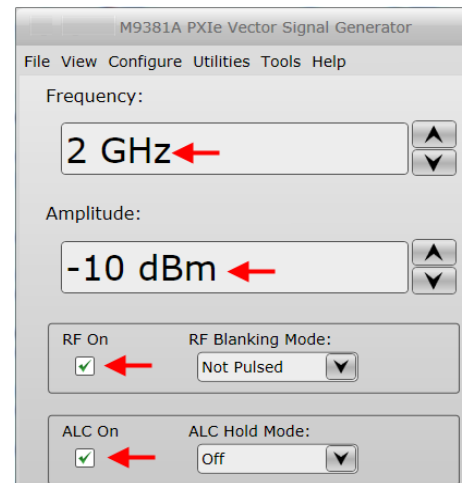 M9381A PXIe Vector Signal Generator
File View Configure Utilities Tools Help
Frequency:
2 GHz
Amplitude:
-10 dBm
RF On RF Blanking Mode:
Not Pulsed
ALC On ALC Hold Mode:
Off